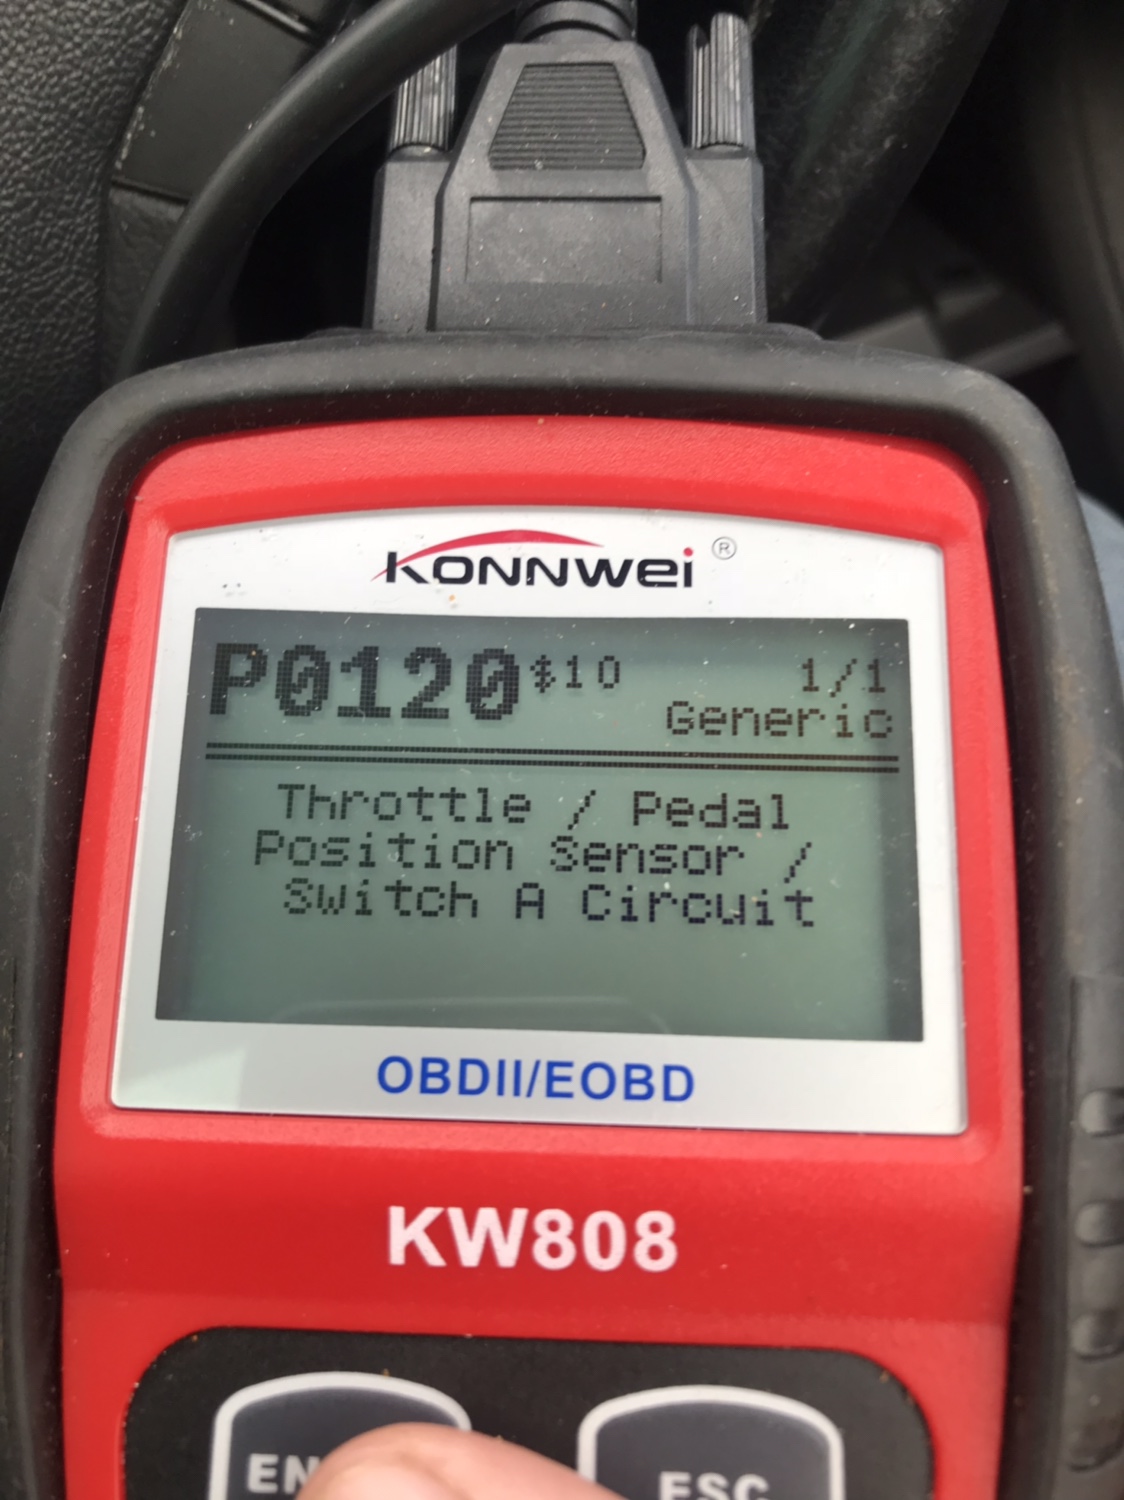 KONNWEI ®
P0120 $10 1/1
Generic
Throttle / Pedal
Position Sensor /
Switch A Circuit
OBDII/EOBD
KW808
ESC